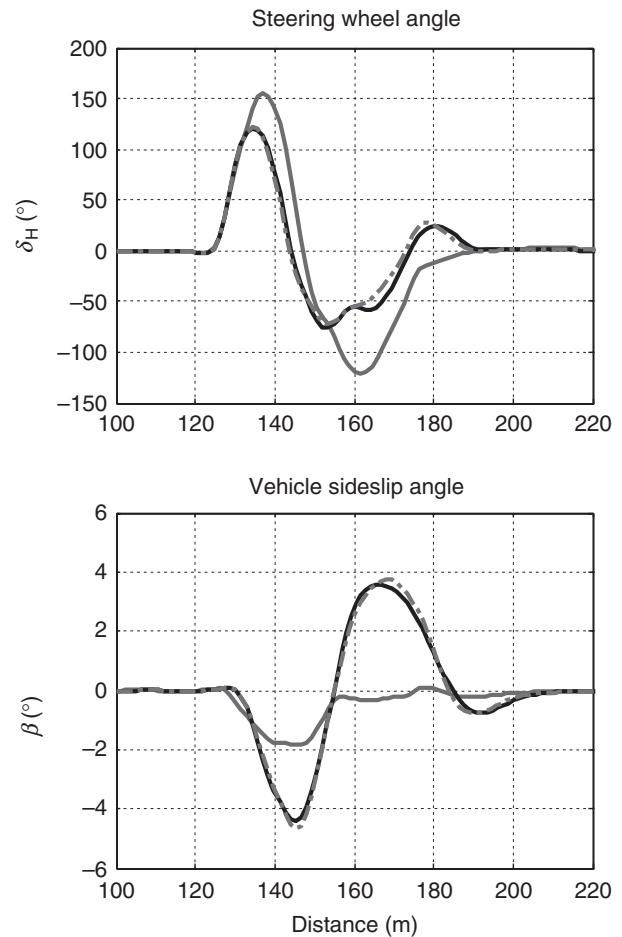 Steering wheel angle
200
150
100
50
0
−50
−100
−150
δH (°)
100 120 140 160 180 200 220
Vehicle sideslip angle
6
4
2
0
−2
−4
−6
β (°)
100 120 140 160 180 200 220
Distance (m)